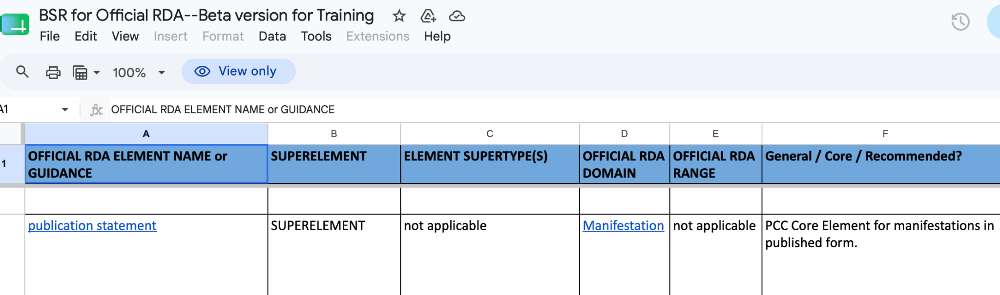 BSR for Official RDA--Beta version for Training
File Edit View Insert Format Data Tools Extensions Help
100% View only
A1 fx OFFICIAL RDA ELEMENT NAME or GUIDANCE
A B C D E F
1 OFFICIAL RDA ELEMENT NAME or SUPERELEMENT ELEMENT SUPERTYPE(S) OFFICIAL RDA OFFICIAL RDA General / Core / Recommended?
GUIDANCE DOMAIN RANGE
publication statement SUPERELEMENT not applicable Manifestation not applicable PCC Core Element for manifestations in
published form.